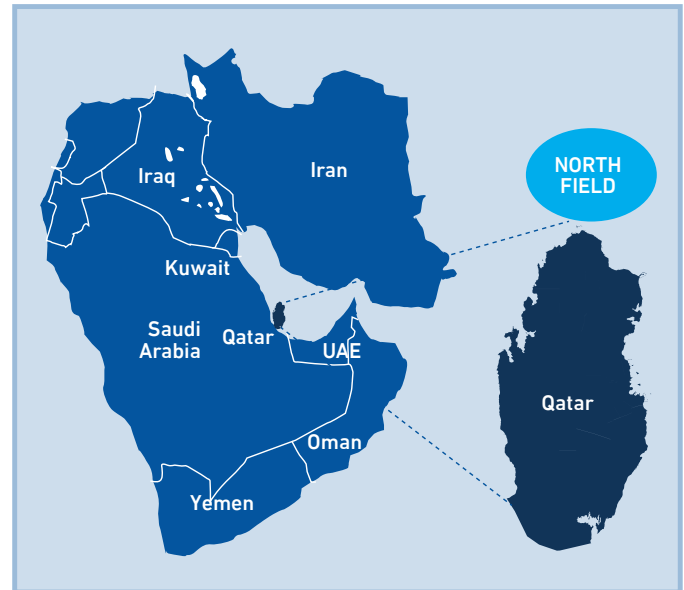 NORTH
FIELD
Iraq
Iran
Kuwait
Saudi
Arabia
Qatar
UAE
Qatar
Oman
Yemen